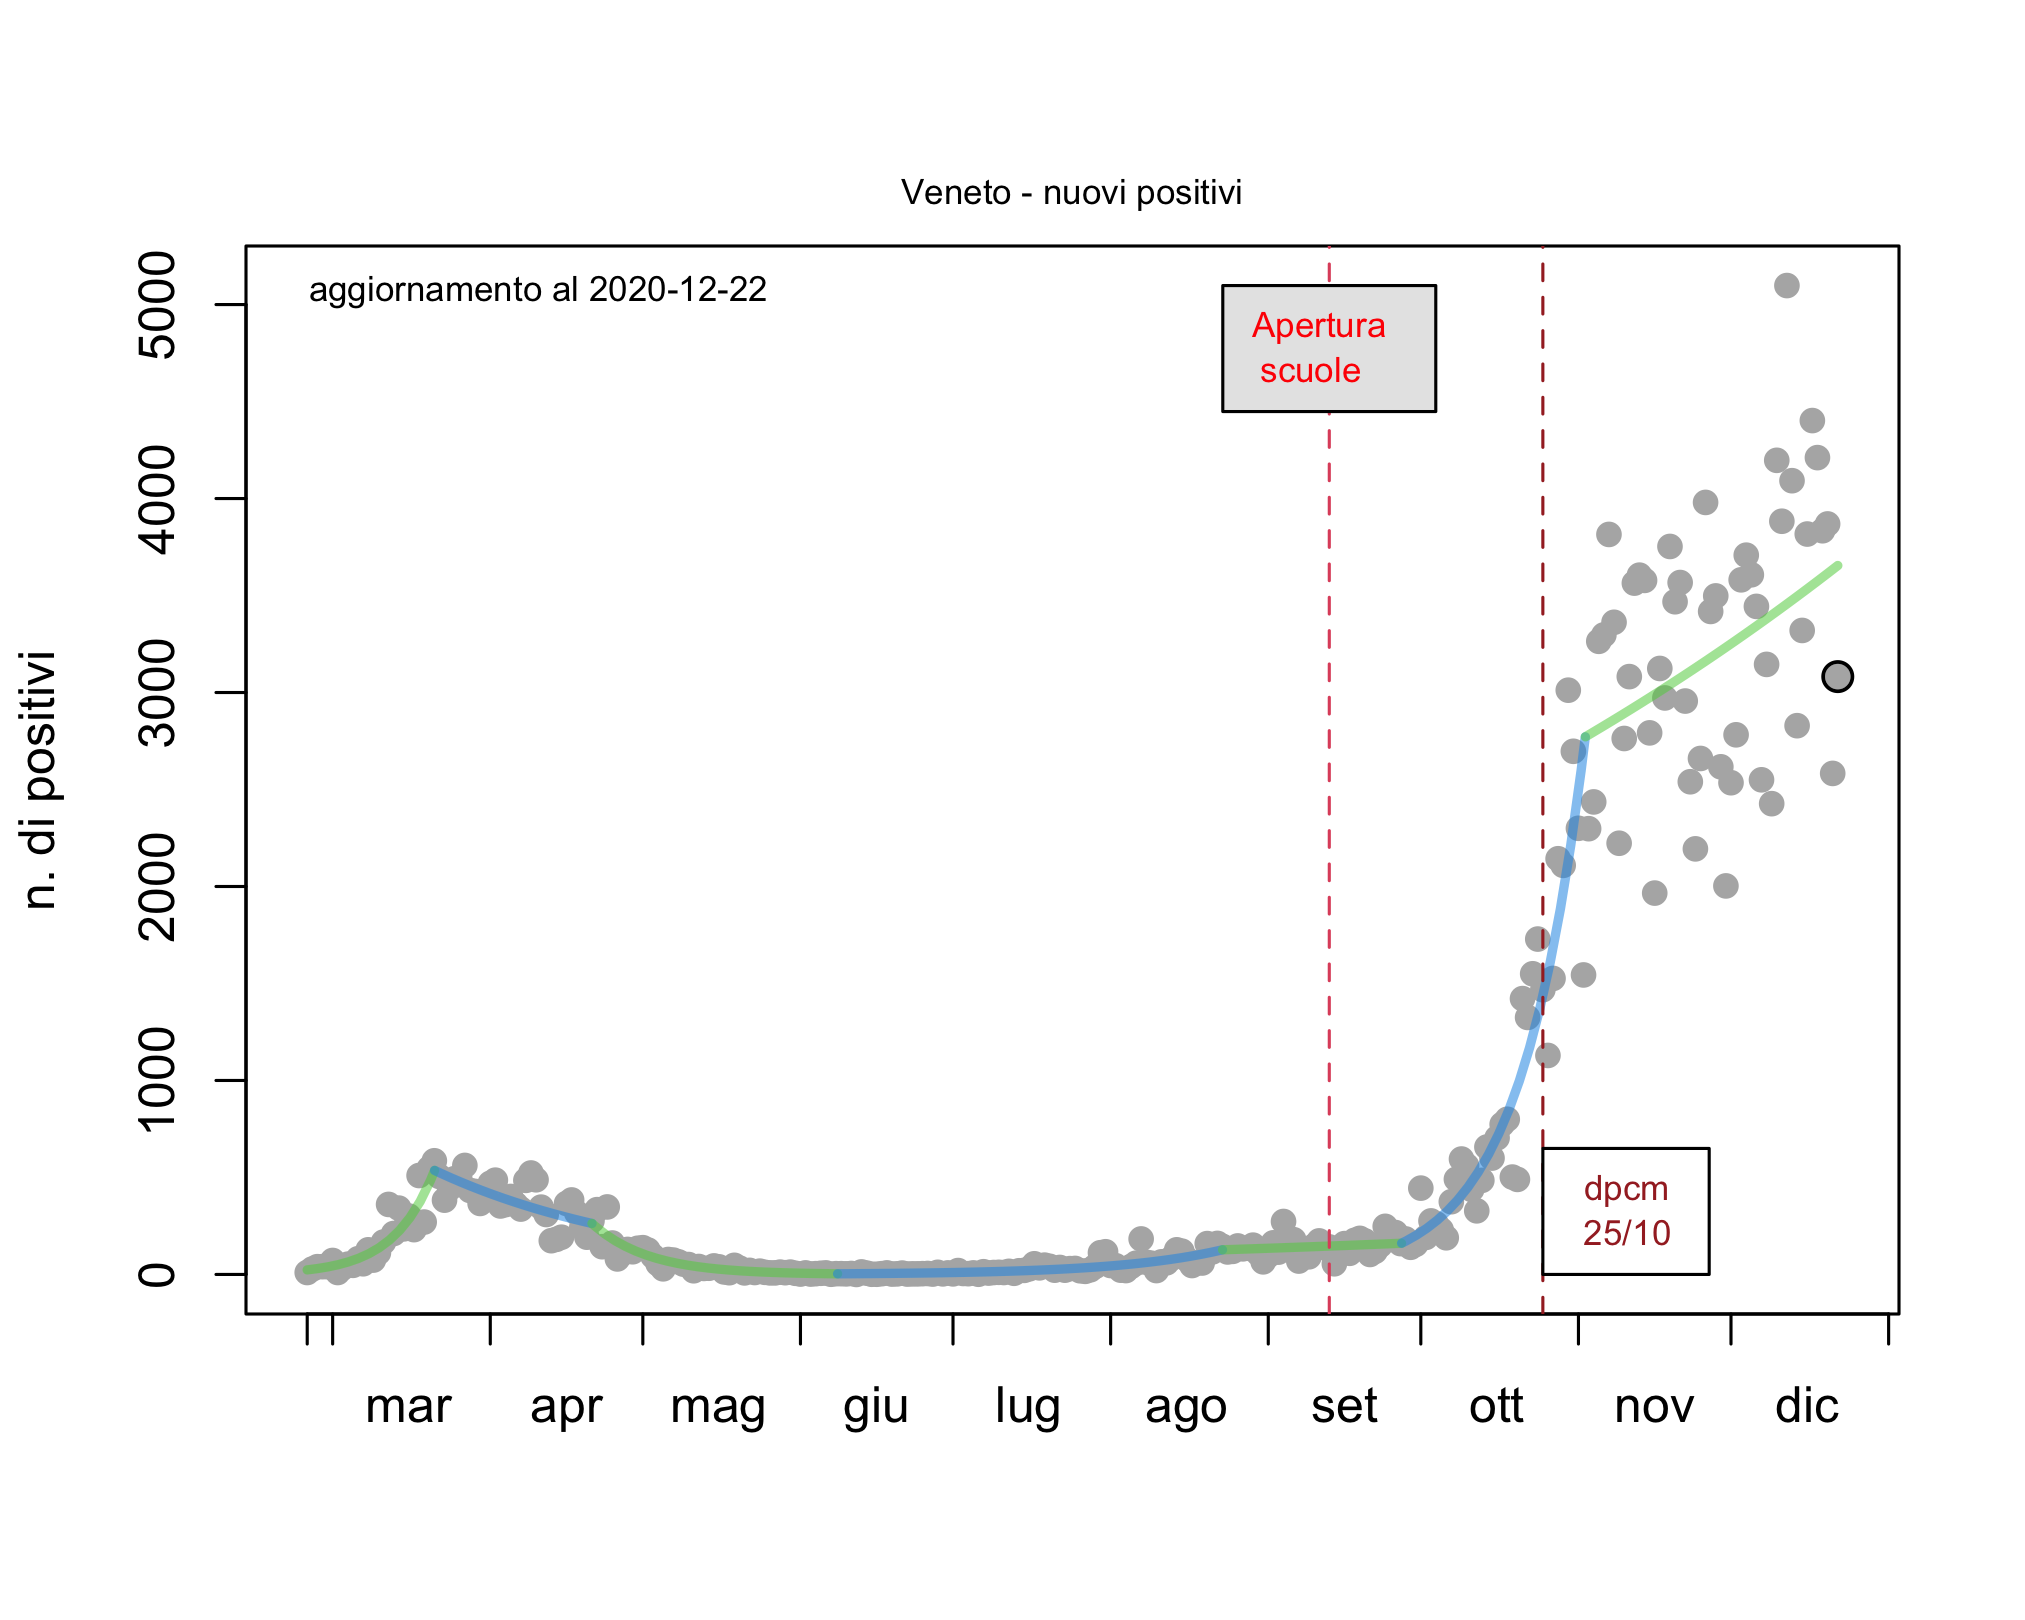 Veneto - nuovi positivi
aggiornamento al 2020-12-22
Apertura
scuole
dpcm
25/10
n. di positivi
5000
4000
3000
2000
1000
0
mar apr mag giu lug ago set ott nov dic